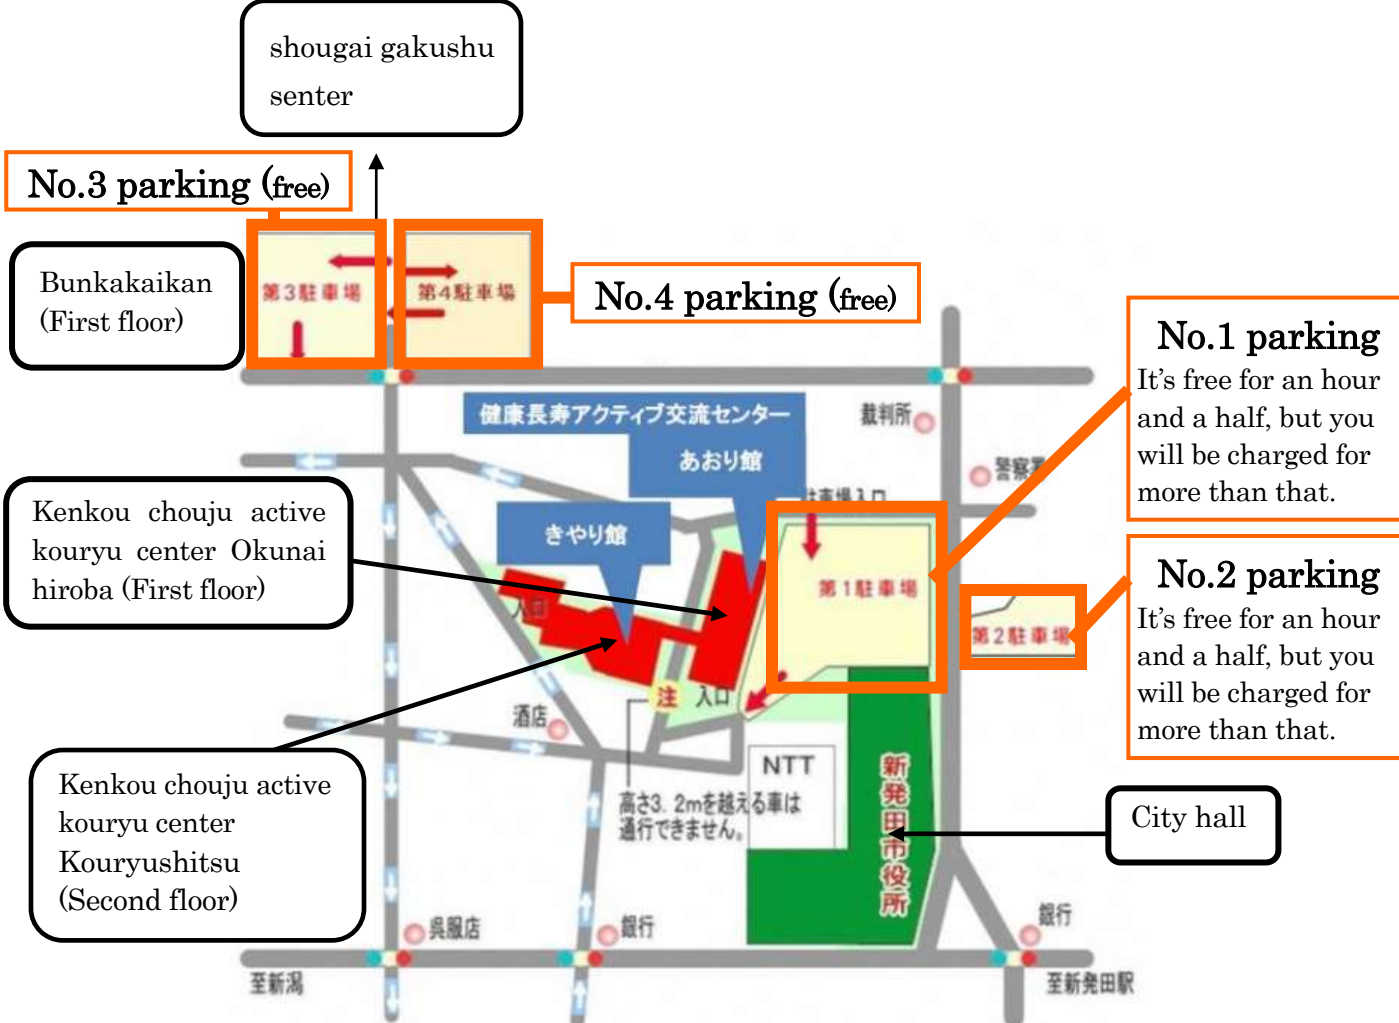 shougai gakushu
senter
No.3 parking (free)
Bunkakaikan
(First floor)
第3駐車場
第4駐車場
No.4 parking (free)
No.1 parking
It's free for an hour
and a half, but you
will be charged for
more than that.
健康長寿アクティブ交流センター
あおり館
裁判所
警察署
駐車場入口
きやり館
Kenkou chouju active
kouryu center Okunai
hiroba (First floor)
入口
第1駐車場
No.2 parking
It's free for an hour
and a half, but you
will be charged for
more than that.
第2駐車場
注
入口
酒店
NTT
高さ3．2mを越える車は
通行できません。
新発田市役所
City hall
Kenkou chouju active
kouryu center
Kouryushitsu
(Second floor)
呉服店
銀行
銀行
至新潟
至新発田駅